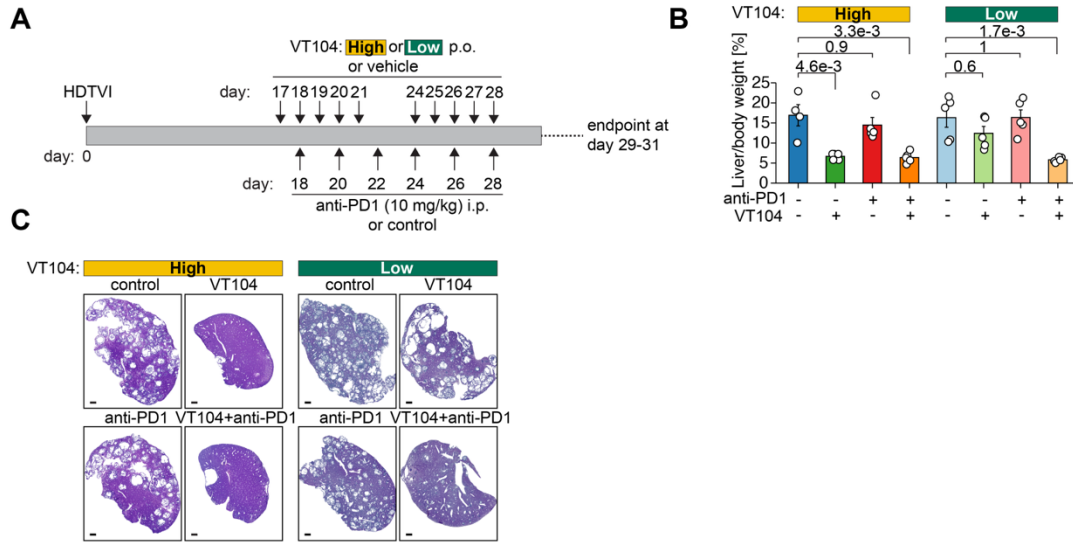 A
VT104: High or Low p.o.
or vehicle
HDTVI
day: 17 18 19 20 21 24 25 26 27 28
endpoint at
day 29-31
day: 0
day: 18 20 22 24 26 28
anti-PD1 (10 mg/kg) i.p.
or control
B
VT104: High Low
3.3e-3 1.7e-3
0.9 1
4.6e-3 0.6
Liver/body weight [%]
25
20
15
10
5
0
anti-PD1 - - + + - - + +
VT104 - + - + - + - +
C
VT104: High Low
control VT104 control VT104
anti-PD1 VT104+anti-PD1 anti-PD1 VT104+anti-PD1